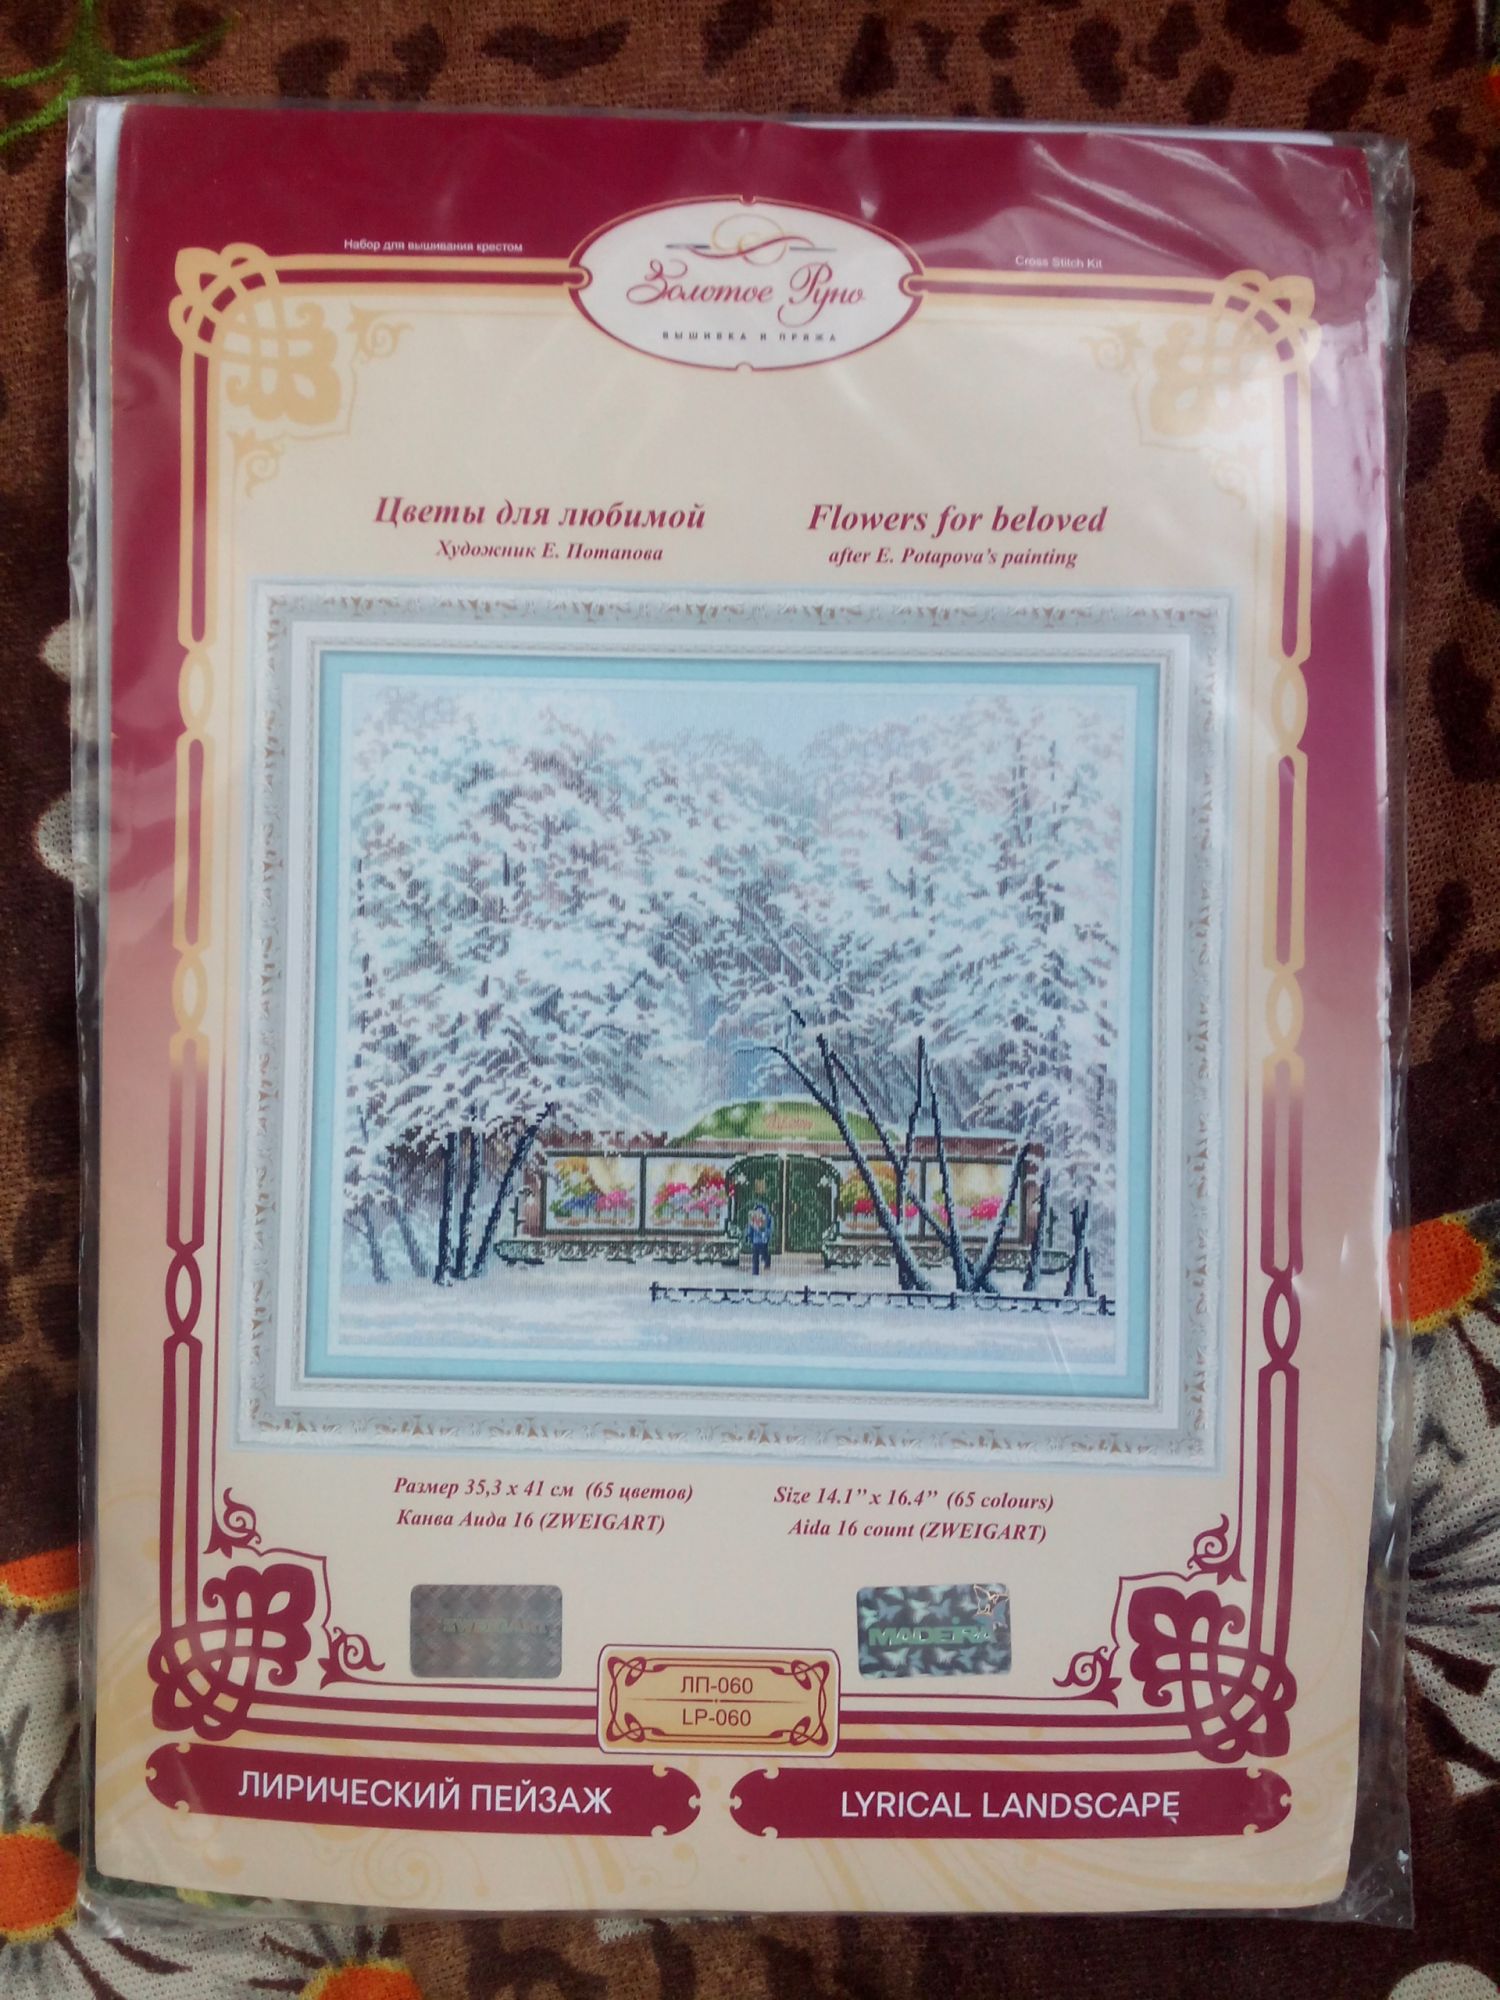 Набор для вышивания крестом
Cross Stitch Kit
Золотое Руно
ВЫШИВКА И ПРЯЖА
Цветы для любимой
Художник Е. Потапова
Flowers for beloved
after E. Potapova's painting
Размер 35,3 х 41 см (65 цветов)
Канва Аида 16 (ZWEIGART)
Size 14.1” x 16.4” (65 colours)
Aida 16 count (ZWEIGART)
ZWEIGART
MADEIRA
ЛП-060
LP-060
ЛИРИЧЕСКИЙ ПЕЙЗАЖ
LYRICAL LANDSCAPE